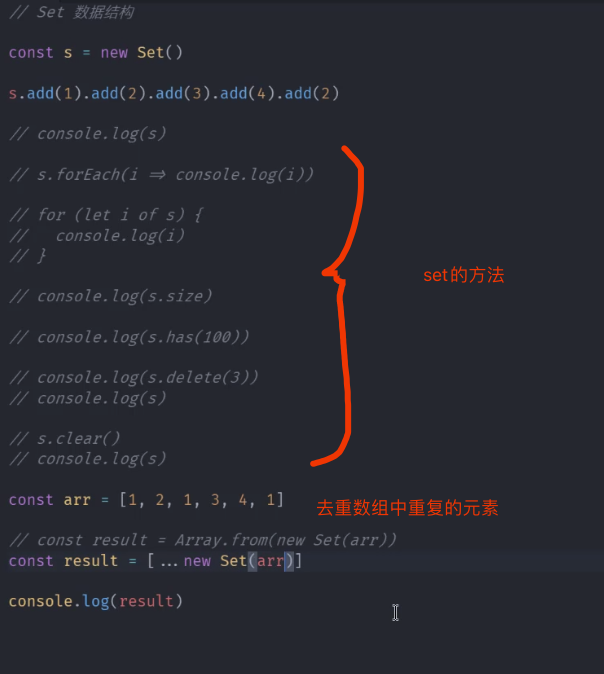 // Set 数据结构
const s = new Set()
s.add(1).add(2).add(3).add(4).add(2)
// console.log(s)
// s.forEach(i => console.log(i))
// for (let i of s) {
//   console.log(i)
// }
set的方法
// console.log(s.size)
// console.log(s.has(100))
// console.log(s.delete(3))
// console.log(s)
// s.clear()
// console.log(s)
const arr = [1, 2, 1, 3, 4, 1]
去重数组中重复的元素
// const result = Array.from(new Set(arr))
const result = [...new Set(arr)]
console.log(result)